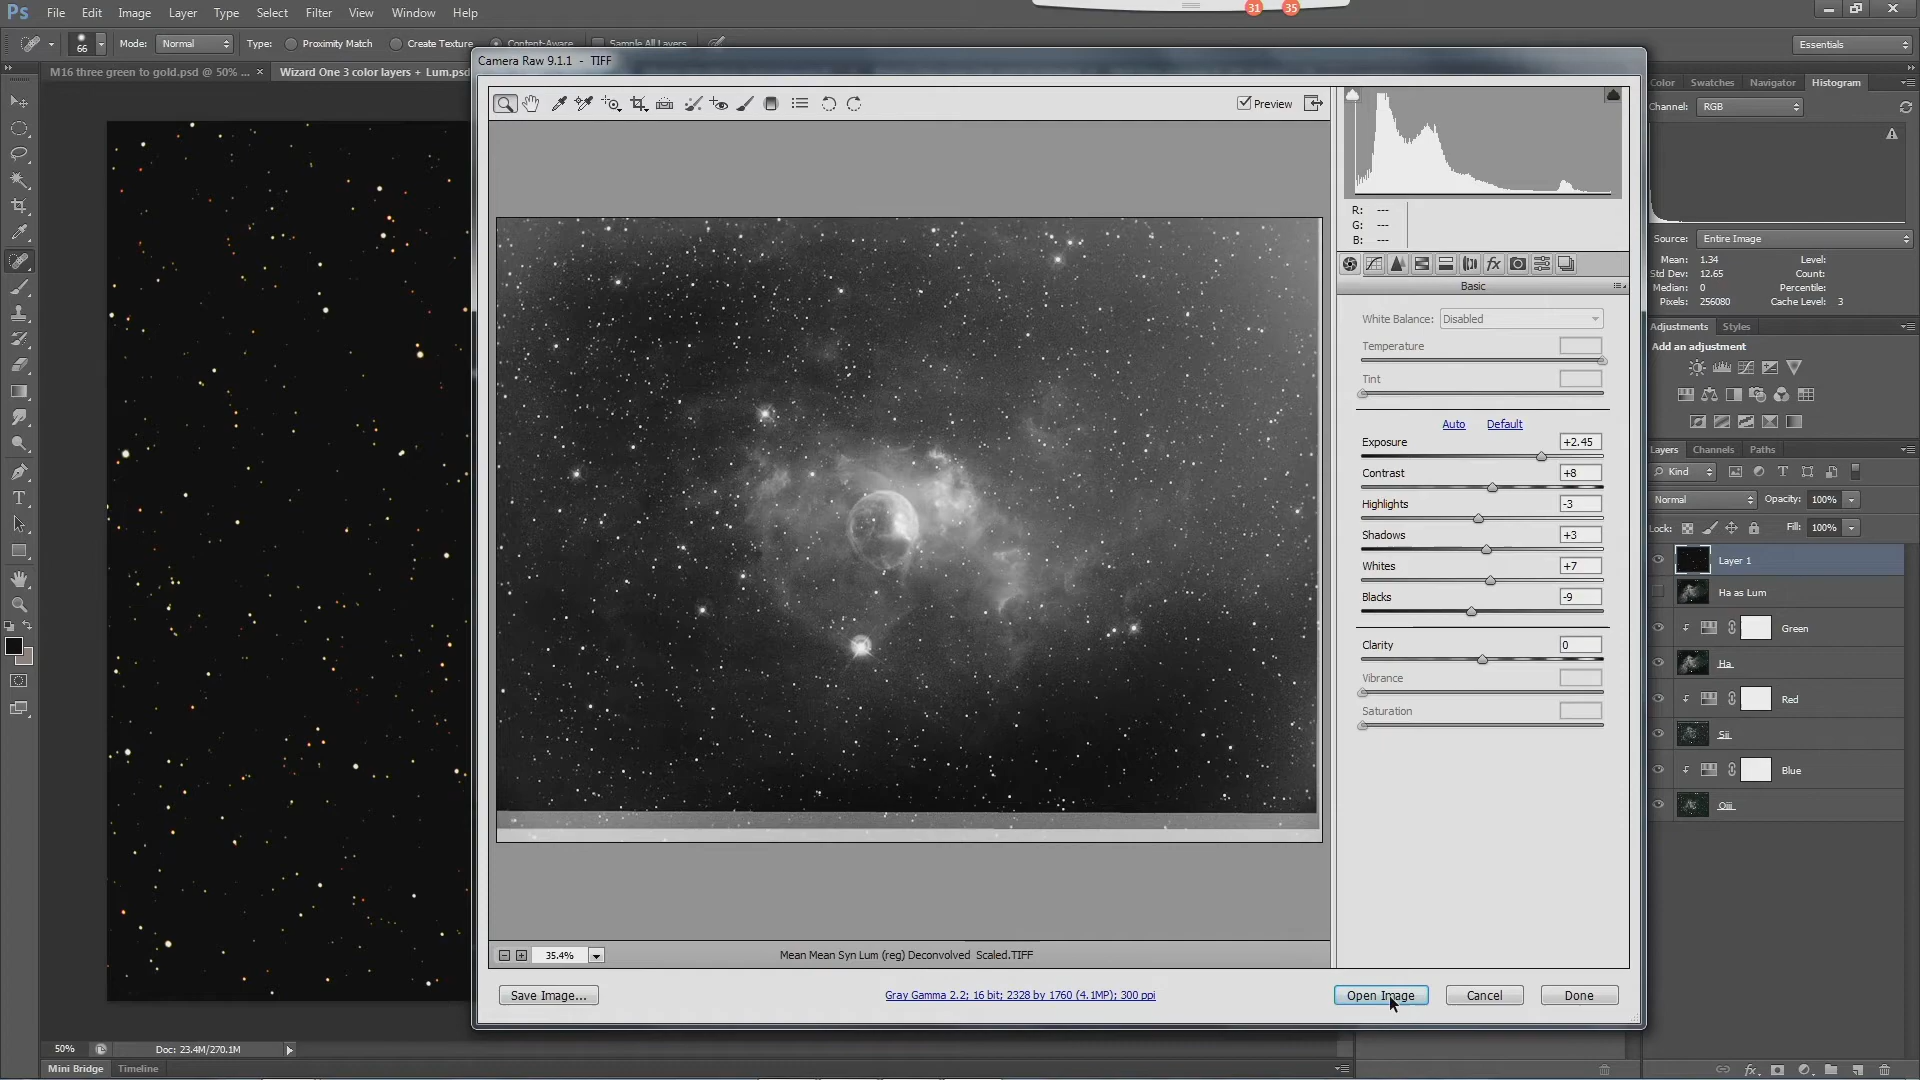 Ps File Edit Image Layer Type Select Filter View Window Help
31 35
66 Mode: Normal Type: Proximity Match Create Texture Content-Aware Sample All Layers Essentials
M16 three green to gold.psd @ 50% ... × Wizard One 3 color layers + Lum.psd
Camera Raw 9.1.1 - TIFF
Preview
Color Swatches Navigator Histogram
Channel: RGB
R: ---
G: ---
B: ---
Source: Entire Image
Mean: 1.34 Level:
Std Dev: 12.65 Count:
Median: 0 Percentile:
Pixels: 256080 Cache Level: 3
Basic
White Balance: Disabled
Temperature
Tint
Auto Default
Exposure +2.45
Contrast +8
Highlights -3
Shadows +3
Whites +7
Blacks -9
Clarity 0
Vibrance
Saturation
Adjustments Styles
Add an adjustment
Layers Channels Paths
Kind
Normal Opacity: 100%
Lock: Fill: 100%
Layer 1
Ha as Lum
Green
Ha
Red
Sii
Blue
Oiii
35.4% Mean Mean Syn Lum (reg) Deconvolved Scaled.TIFF
Save Image... Gray Gamma 2.2; 16 bit; 2328 by 1760 (4.1MP); 300 ppi Open Image Cancel Done
50% Doc: 23.4M/270.1M
Mini Bridge Timeline